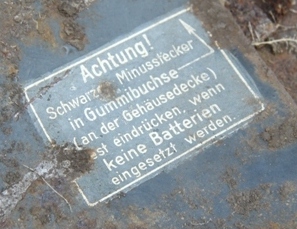 Achtung!
Schwarzen Minusstecker
in Gummibuchse
(an der Gehäusedecke)
fest eindrücken, wenn
keine Batterien
eingesetzt werden.